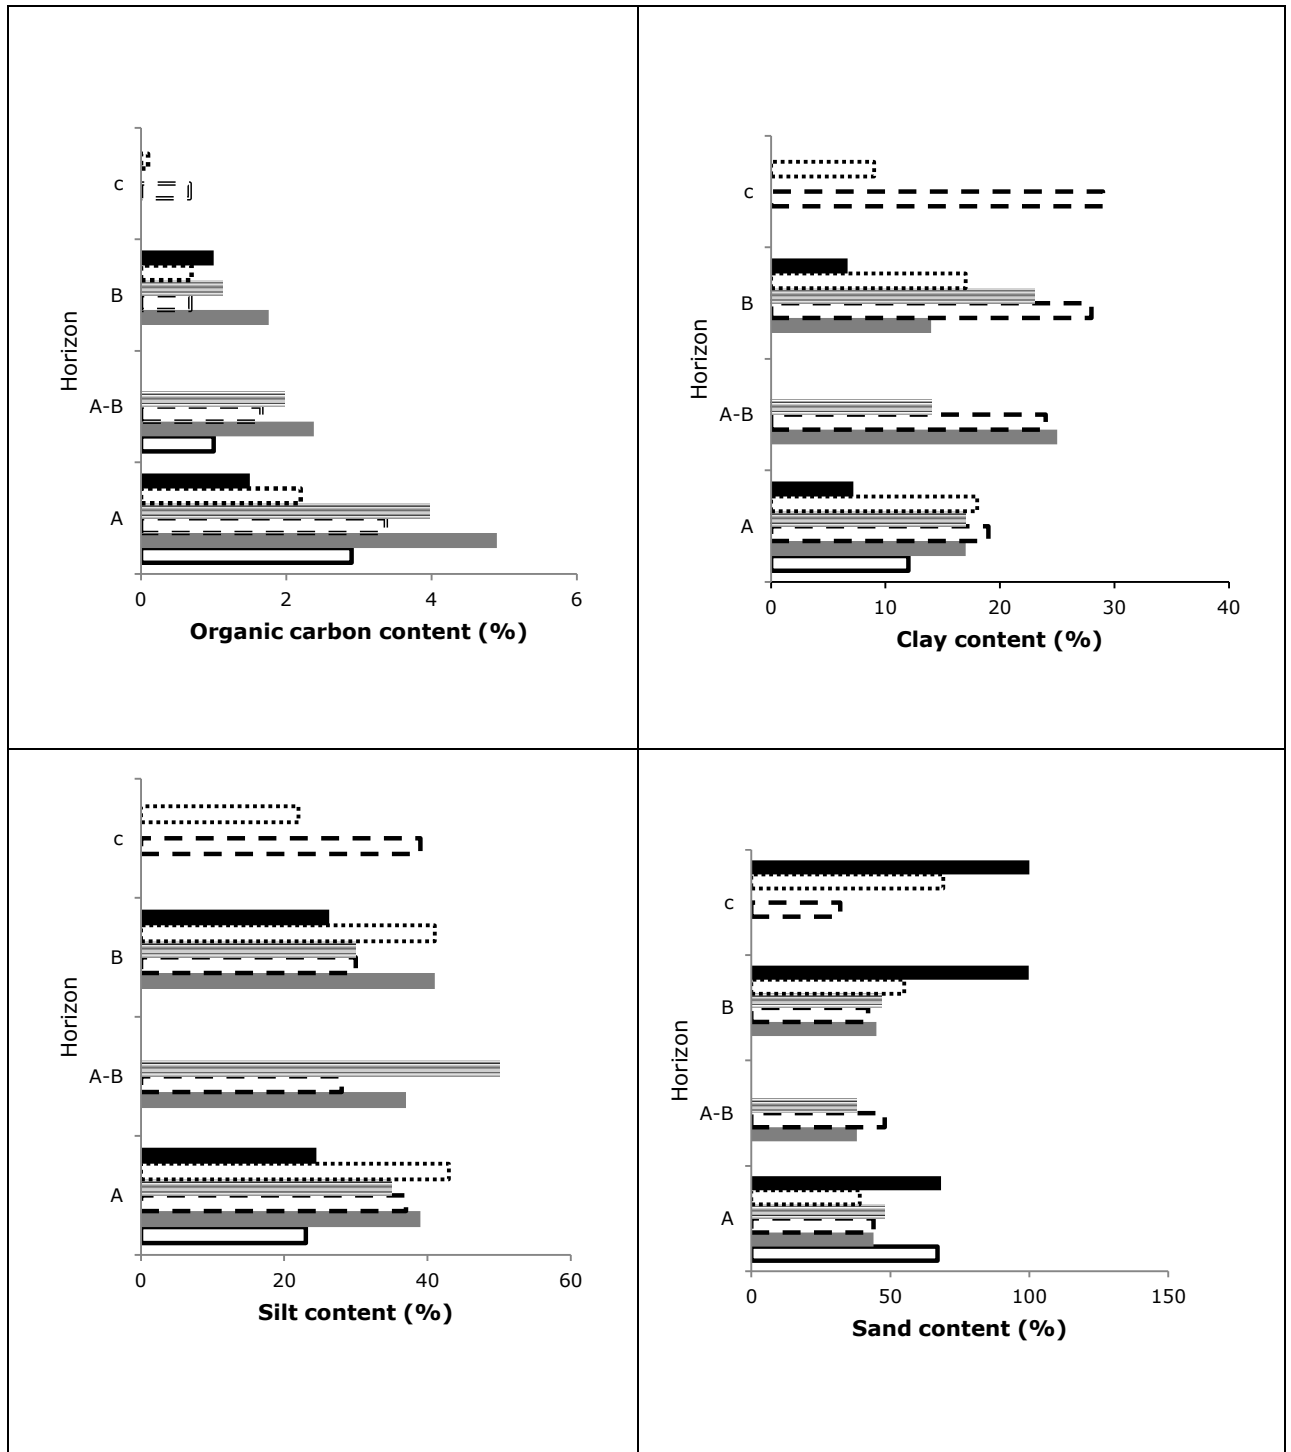 c
B
A-B
A
Horizon
0 2 4 6
Organic carbon content (%)
c
B
A-B
A
Horizon
0 10 20 30 40
Clay content (%)
c
B
A-B
A
Horizon
0 20 40 60
Silt content (%)
c
B
A-B
A
Horizon
0 50 100 150
Sand content (%)